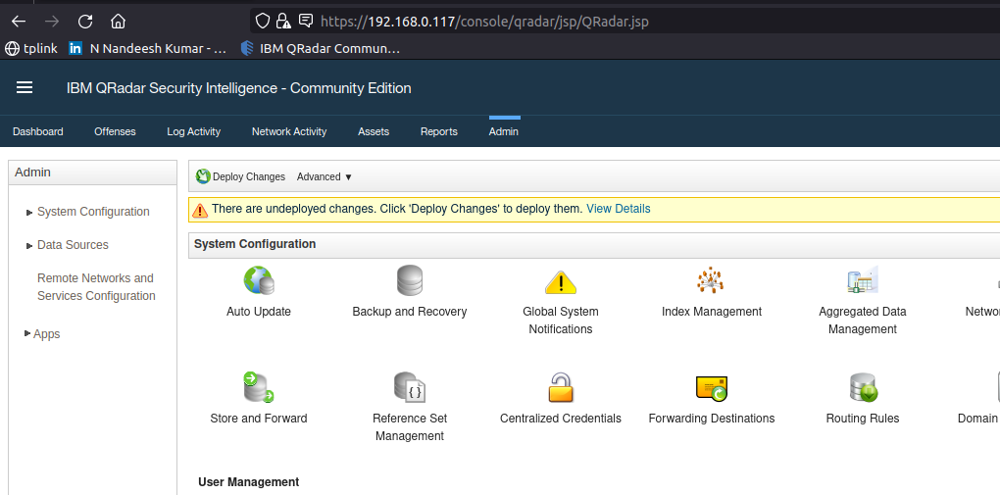 https://192.168.0.117/console/qradar/jsp/QRadar.jsp
tplink in N Nandeesh Kumar - ... IBM QRadar Commun...
IBM QRadar Security Intelligence - Community Edition
Dashboard Offenses Log Activity Network Activity Assets Reports Admin
Admin
System Configuration
Data Sources
Remote Networks and
Services Configuration
Apps
Deploy Changes Advanced ▼
There are undeployed changes. Click 'Deploy Changes' to deploy them. View Details
System Configuration
Auto Update
Backup and Recovery
Global System
Notifications
Index Management
Aggregated Data
Management
Networ
Store and Forward
Reference Set
Management
Centralized Credentials
Forwarding Destinations
Routing Rules
Domain
User Management